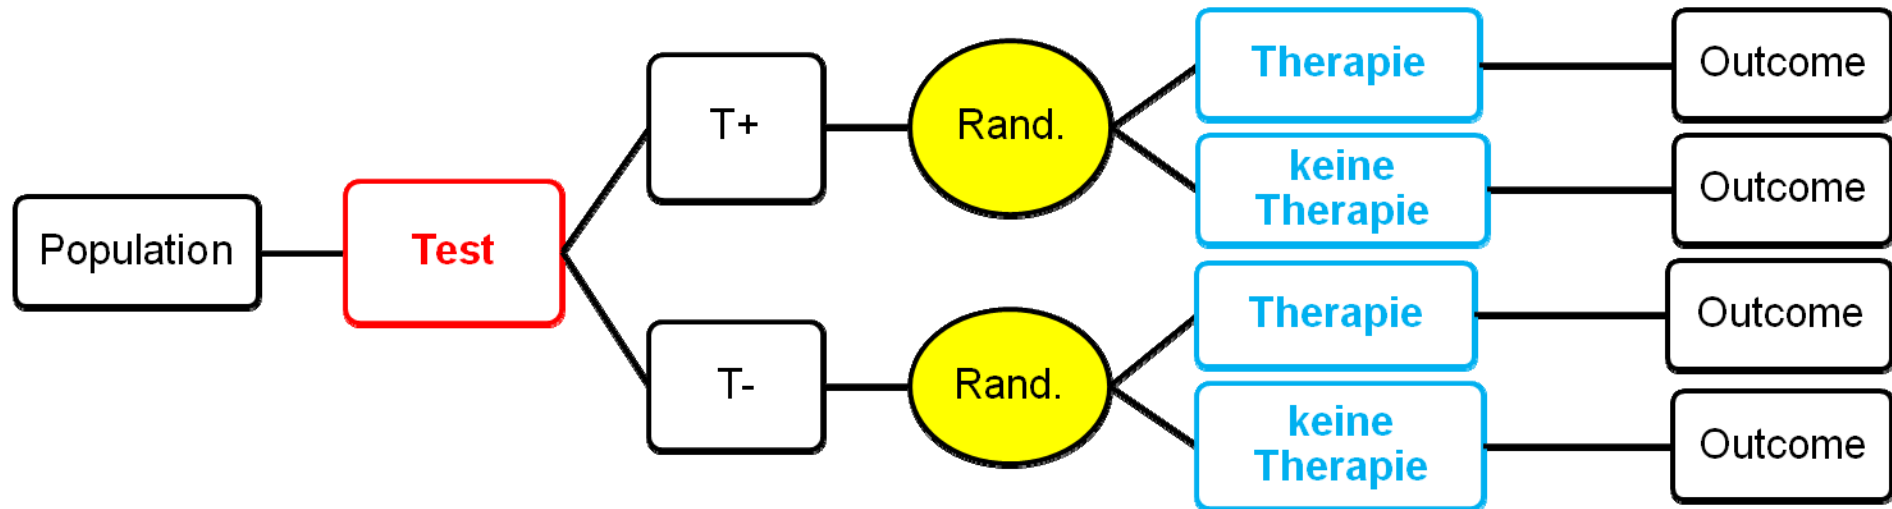 Population
Test
T+
Rand.
Therapie
Outcome
keine
Therapie
Outcome
T-
Rand.
Therapie
Outcome
keine
Therapie
Outcome